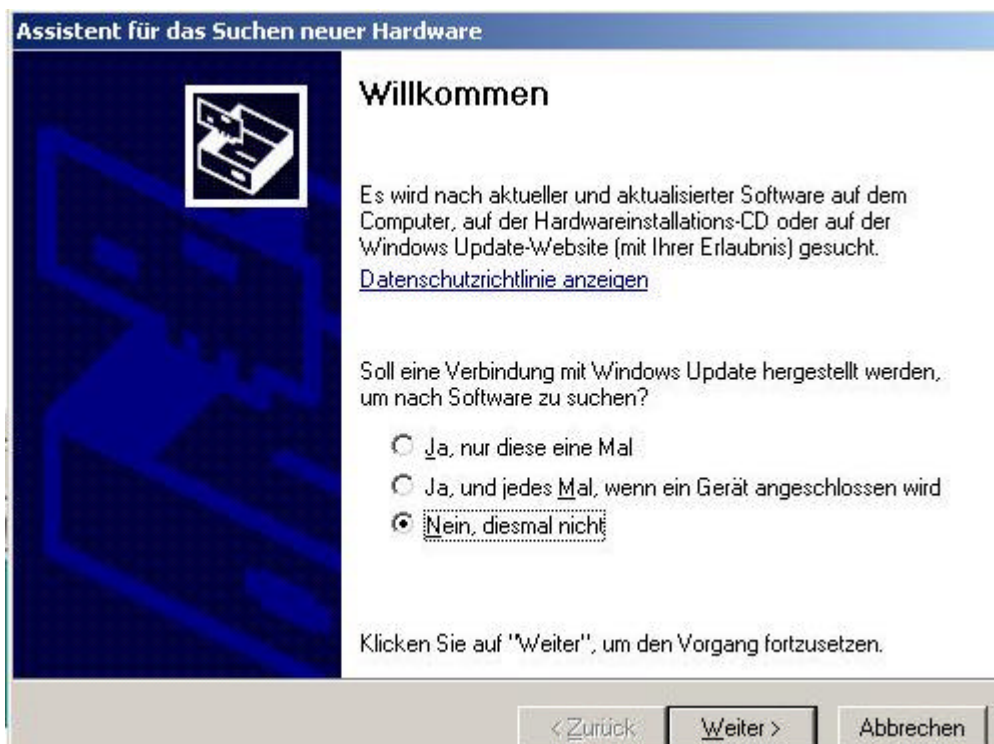 Assistent für das Suchen neuer Hardware
Willkommen
Es wird nach aktueller und aktualisierter Software auf dem
Computer, auf der Hardwareinstallations-CD oder auf der
Windows Update-Website (mit Ihrer Erlaubnis) gesucht.
Datenschutzrichtlinie anzeigen
Soll eine Verbindung mit Windows Update hergestellt werden,
um nach Software zu suchen?
Ja, nur diese eine Mal
Ja, und jedes Mal, wenn ein Gerät angeschlossen wird
Nein, diesmal nicht
Klicken Sie auf "Weiter", um den Vorgang fortzusetzen.
< Zurück Weiter > Abbrechen